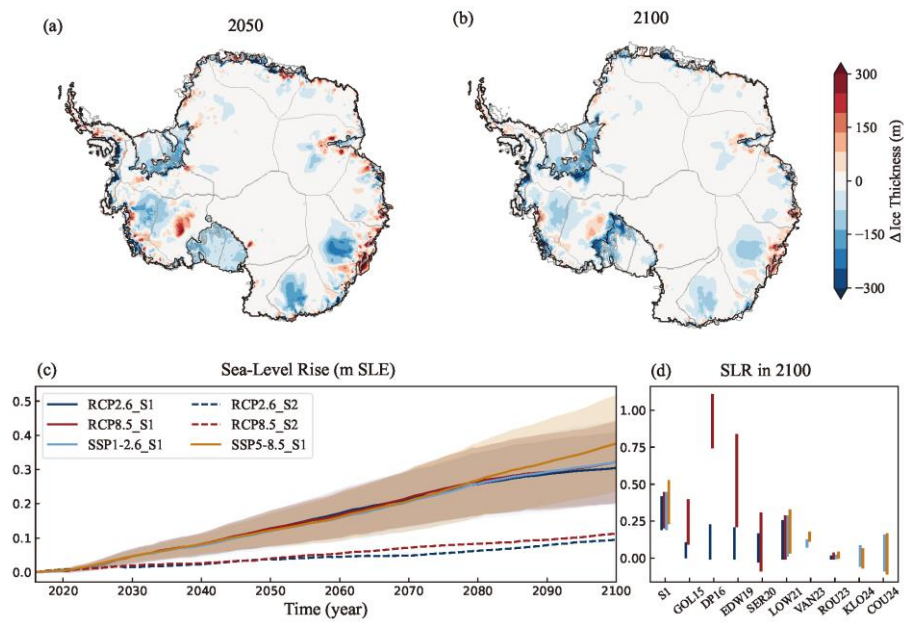 (a)
2050
(b)
2100
300
150
0
−150
−300
Δ Ice Thickness (m)
(c)
Sea-Level Rise (m SLE)
RCP2.6_S1
RCP2.6_S2
RCP8.5_S1
RCP8.5_S2
SSP1-2.6_S1
SSP5-8.5_S1
0.5
0.4
0.3
0.2
0.1
0.0
2020
2030
2040
2050
2060
2070
2080
2090
2100
Time (year)
(d)
SLR in 2100
1.00
0.75
0.50
0.25
0.00
S1
GOL15
DP16
EDW19
SER20
LOW21
VAN23
ROU23
KLO24
COU24